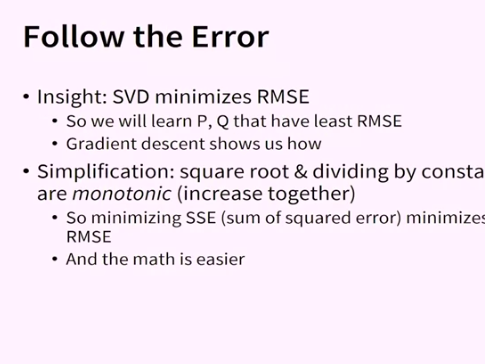 Follow the Error
• Insight: SVD minimizes RMSE
• So we will learn P, Q that have least RMSE
• Gradient descent shows us how
• Simplification: square root & dividing by consta
are monotonic (increase together)
• So minimizing SSE (sum of squared error) minimizes
RMSE
• And the math is easier